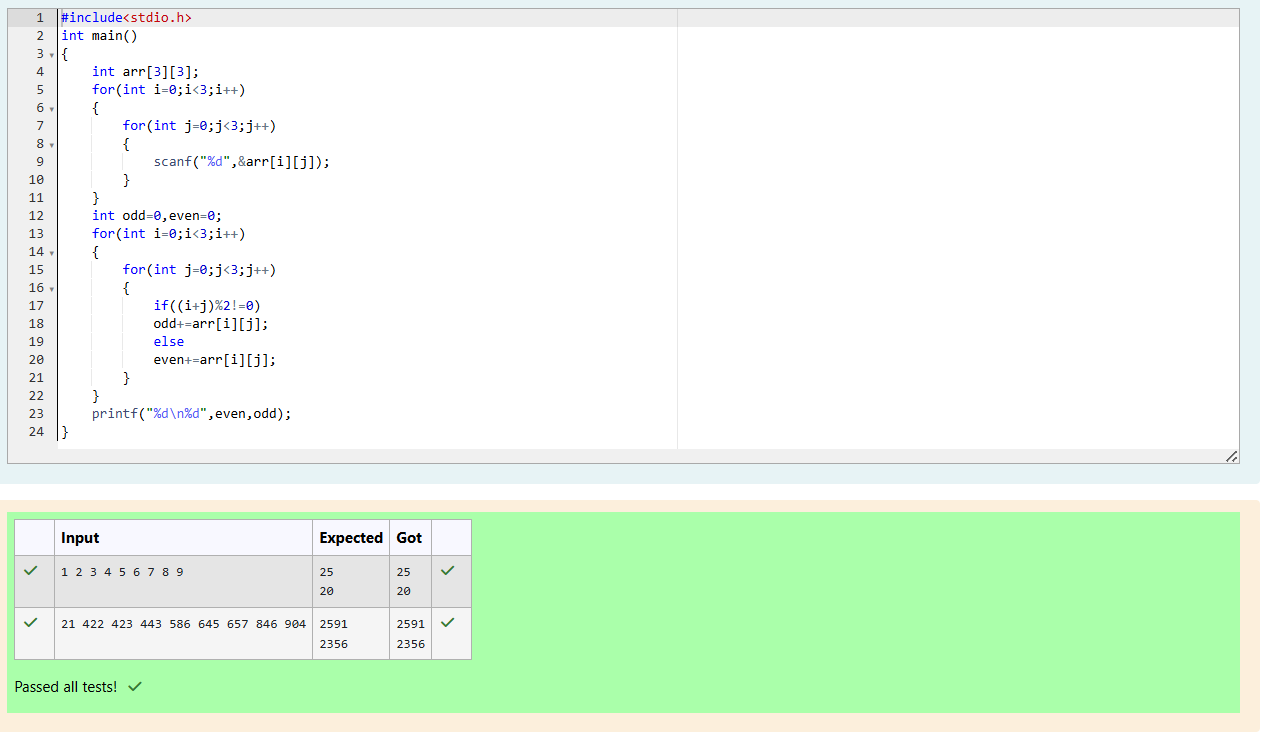 1 #include<stdio.h>
2 int main()
3 {
4     int arr[3][3];
5     for(int i=0;i<3;i++)
6     {
7         for(int j=0;j<3;j++)
8         {
9             scanf("%d",&arr[i][j]);
10         }
11     }
12     int odd=0,even=0;
13     for(int i=0;i<3;i++)
14     {
15         for(int j=0;j<3;j++)
16         {
17             if((i+j)%2!=0)
18             odd+=arr[i][j];
19             else
20             even+=arr[i][j];
21         }
22     }
23     printf("%d\n%d",even,odd);
24 }
Input Expected Got
1 2 3 4 5 6 7 8 9 25 25
20 20
21 422 423 443 586 645 657 846 904 2591 2591
2356 2356
Passed all tests!